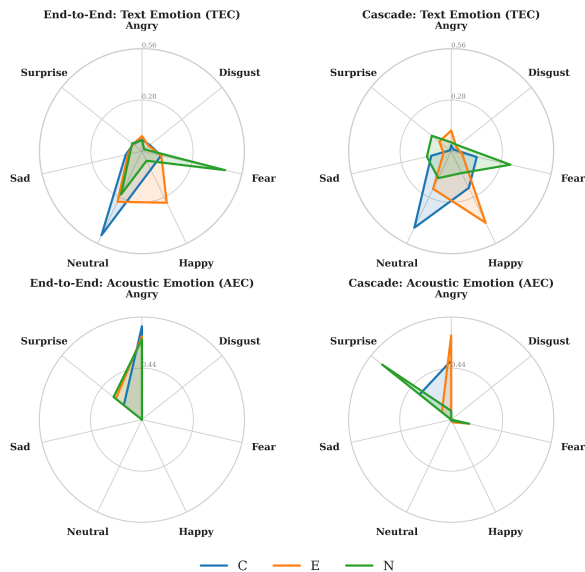 End-to-End: Text Emotion (TEC)
Angry
0.56
Surprise
Disgust
0.28
Sad
Fear
Neutral
Happy
Cascade: Text Emotion (TEC)
Angry
0.56
Surprise
Disgust
0.28
Sad
Fear
Neutral
Happy
End-to-End: Acoustic Emotion (AEC)
Angry
Surprise
Disgust
0.44
Sad
Fear
Neutral
Happy
Cascade: Acoustic Emotion (AEC)
Angry
Surprise
Disgust
0.44
Sad
Fear
Neutral
Happy
C E N